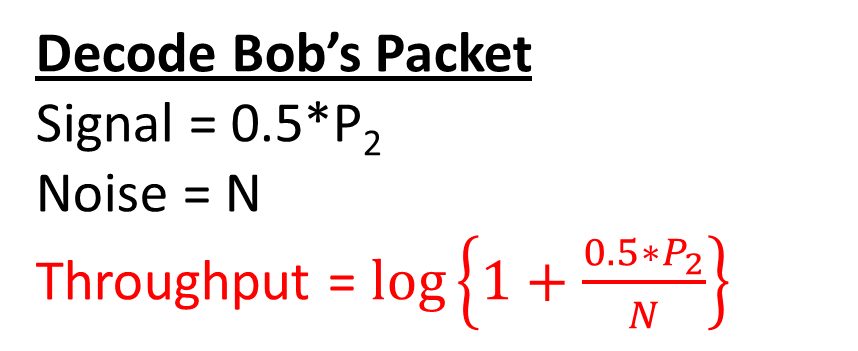 Decode Bob’s Packet
Signal = 0.5*P₂
Noise = N
Throughput = log{1 + 0.5*P₂/N}